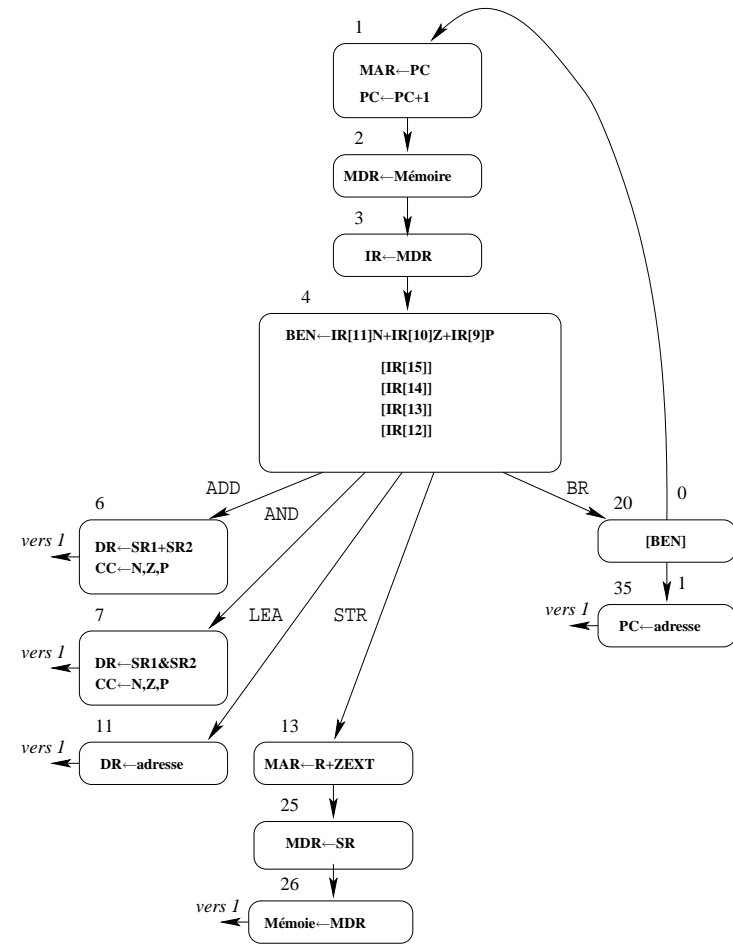 1
MAR←PC
PC←PC+1
2
MDR←Mémoire
3
IR←MDR
4
BEN←IR[11]N+IR[10]Z+IR[9]P
[IR[15]]
[IR[14]]
[IR[13]]
[IR[12]]
ADD
AND
LEA
STR
BR
6
vers 1
DR←SR1+SR2
CC←N,Z,P
7
vers 1
DR←SR1&SR2
CC←N,Z,P
11
vers 1
DR←adresse
13
MAR←R+ZEXT
25
MDR←SR
26
vers 1
Mémoie←MDR
20
0
[BEN]
35
1
vers 1
PC←adresse